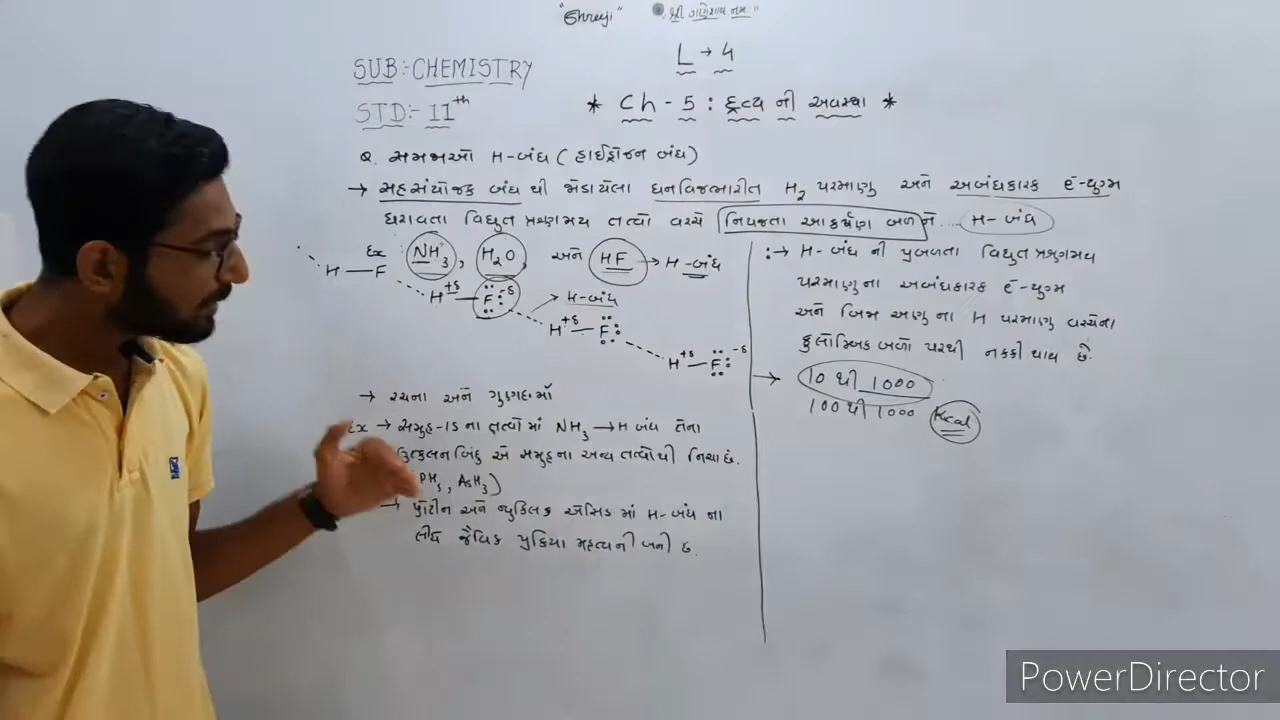 "Shreeji" શ્રી ગણેશાય નમઃ
L → 4
SUB:- CHEMISTRY
STD:- 11th
* Ch - 5 : દ્રવ્ય ની અવસ્થા *
Q. સમજાવો H-બંધ ( હાઈડ્રોજન બંધ)
→ સહસંયોજક બંધ થી જોડાયેલા ધનવિજભારીત H2 પરમાણુ અને અબંધકારક e- -યુગ્મ
ધરાવતા વિદ્યુત ઋણમય તત્વો વચ્ચે નિપજતા આકર્ષણ બળને .... H- બંધ
Ex : NH3, H2O, અને HF → H-બંધ
H—F
H+δ — F-δ → H-બંધ
H+δ — F
H+δ — F-δ
→ રચના અને ગુણધર્મો
Ex → સમુહ-15 ના તત્વો માં NH3 → H બંધ તેના
ઉત્કલન બિંદુ એ સમુહના અન્ય તત્વોથી નિચા છે.
PH3, AsH3)
→ પ્રોટીન અને ન્યુક્લિક એસિડ માં H-બંધ ના
લીધે જૈવિક પ્રક્રિયા મહત્વની બની છે.
:→ H-બંધ ની પ્રબળતા વિદ્યુત ઋણમય
પરમાણુના અબંધકારક e- -યુગ્મ
અને બિજા અણુ ના H પરમાણુ વચ્ચેના
કુલોમ્બિક બળો પરથી નક્કી થાય છે.
→ 10 થી 1000
100 થી 1000 Kcal
PowerDirector